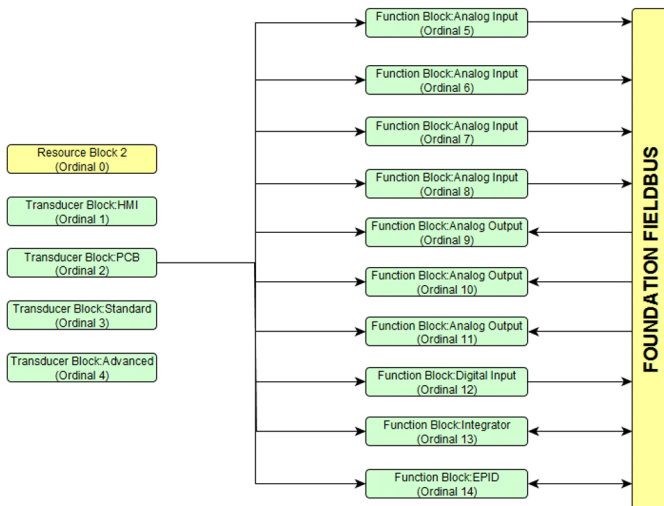 Resource Block 2
(Ordinal 0)
Transducer Block:HMI
(Ordinal 1)
Transducer Block:PCB
(Ordinal 2)
Transducer Block:Standard
(Ordinal 3)
Transducer Block:Advanced
(Ordinal 4)
Function Block:Analog Input
(Ordinal 5)
Function Block:Analog Input
(Ordinal 6)
Function Block:Analog Input
(Ordinal 7)
Function Block:Analog Input
(Ordinal 8)
Function Block:Analog Output
(Ordinal 9)
Function Block:Analog Output
(Ordinal 10)
Function Block:Analog Output
(Ordinal 11)
Function Block:Digital Input
(Ordinal 12)
Function Block:Integrator
(Ordinal 13)
Function Block:EPID
(Ordinal 14)
FOUNDATION FIELDBUS